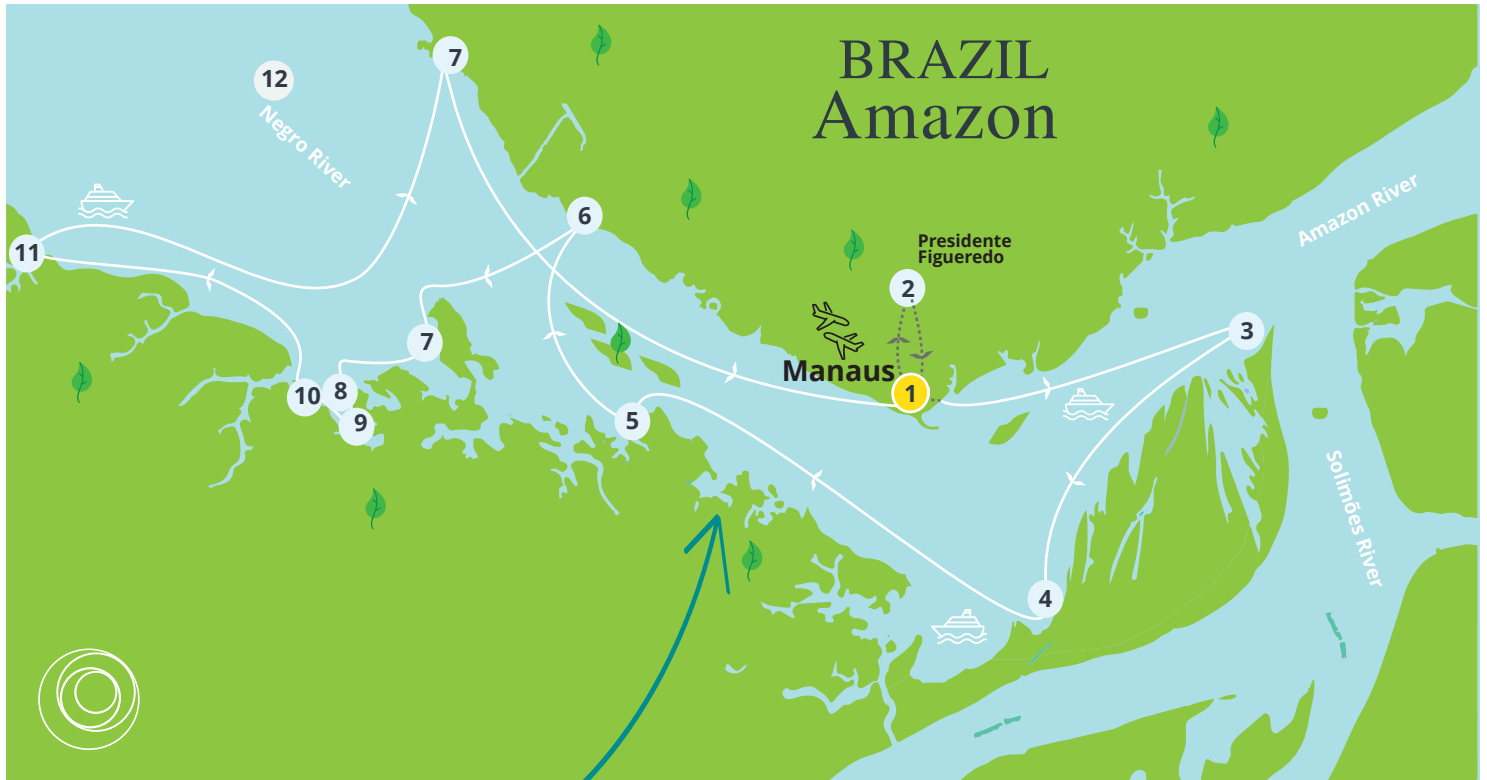 BRAZIL
Amazon
7
12
Negro River
6
11
Presidente
Figueredo
2
Amazon River
3
7
Manaus
1
10
8
9
5
Solimões River
4